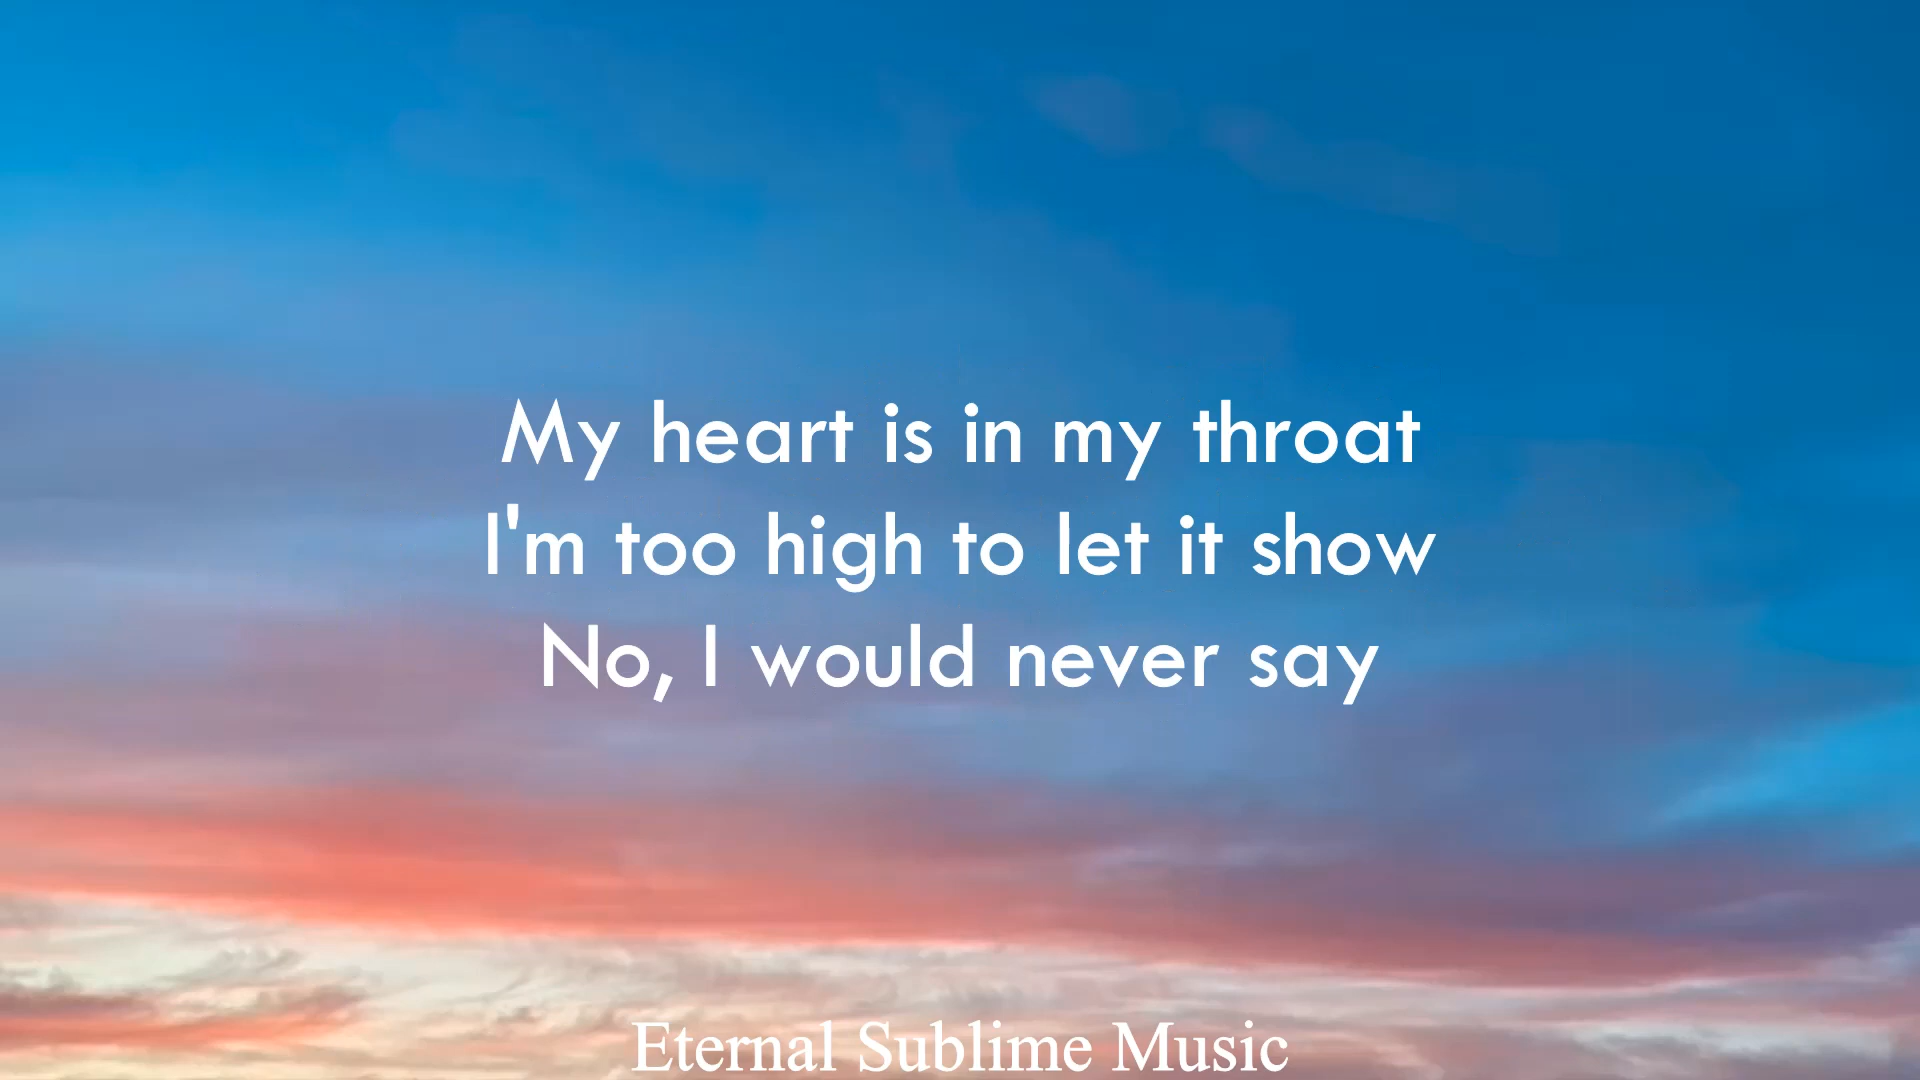 My heart is in my throat
I'm too high to let it show
No, I would never say
Eternal Sublime Music